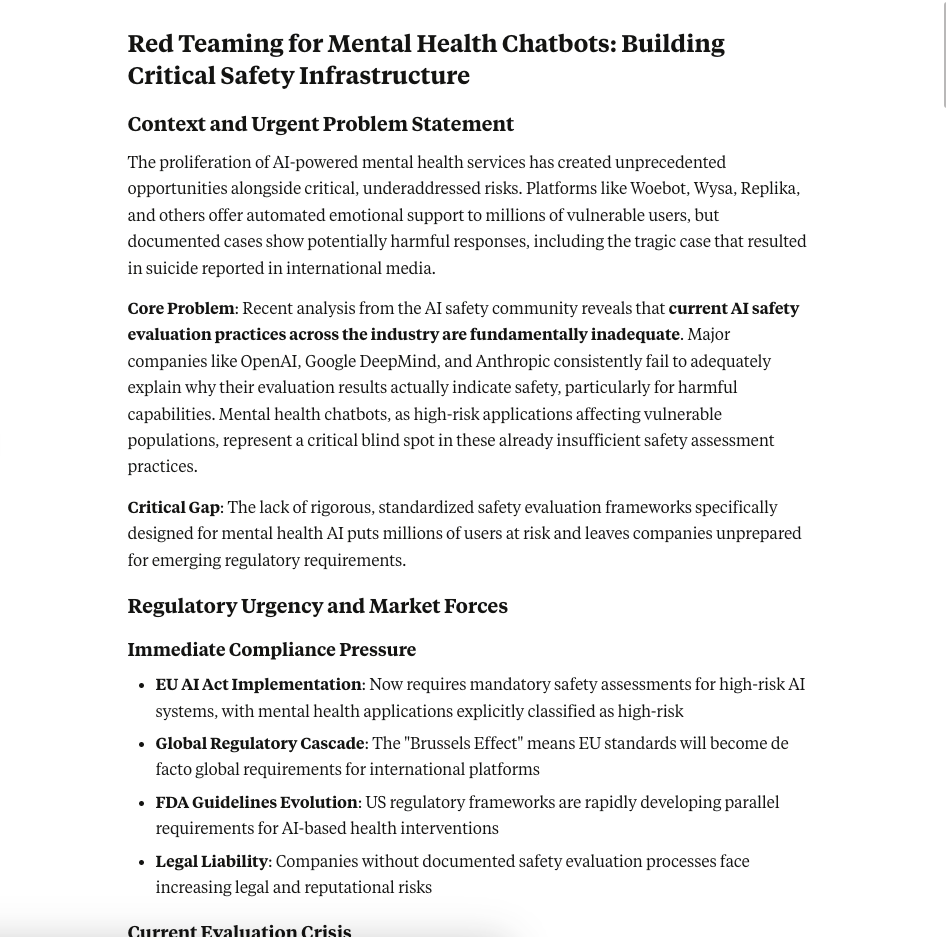 Red Teaming for Mental Health Chatbots: Building
Critical Safety Infrastructure
Context and Urgent Problem Statement
The proliferation of AI-powered mental health services has created unprecedented
opportunities alongside critical, underaddressed risks. Platforms like Woebot, Wysa, Replika,
and others offer automated emotional support to millions of vulnerable users, but
documented cases show potentially harmful responses, including the tragic case that resulted
in suicide reported in international media.
Core Problem: Recent analysis from the AI safety community reveals that current AI safety
evaluation practices across the industry are fundamentally inadequate. Major
companies like OpenAI, Google DeepMind, and Anthropic consistently fail to adequately
explain why their evaluation results actually indicate safety, particularly for harmful
capabilities. Mental health chatbots, as high-risk applications affecting vulnerable
populations, represent a critical blind spot in these already insufficient safety assessment
practices.
Critical Gap: The lack of rigorous, standardized safety evaluation frameworks specifically
designed for mental health AI puts millions of users at risk and leaves companies unprepared
for emerging regulatory requirements.
Regulatory Urgency and Market Forces
Immediate Compliance Pressure
• EU AI Act Implementation: Now requires mandatory safety assessments for high-risk AI
systems, with mental health applications explicitly classified as high-risk
• Global Regulatory Cascade: The "Brussels Effect" means EU standards will become de
facto global requirements for international platforms
• FDA Guidelines Evolution: US regulatory frameworks are rapidly developing parallel
requirements for AI-based health interventions
• Legal Liability: Companies without documented safety evaluation processes face
increasing legal and reputational risks
Current Evaluation Crisis